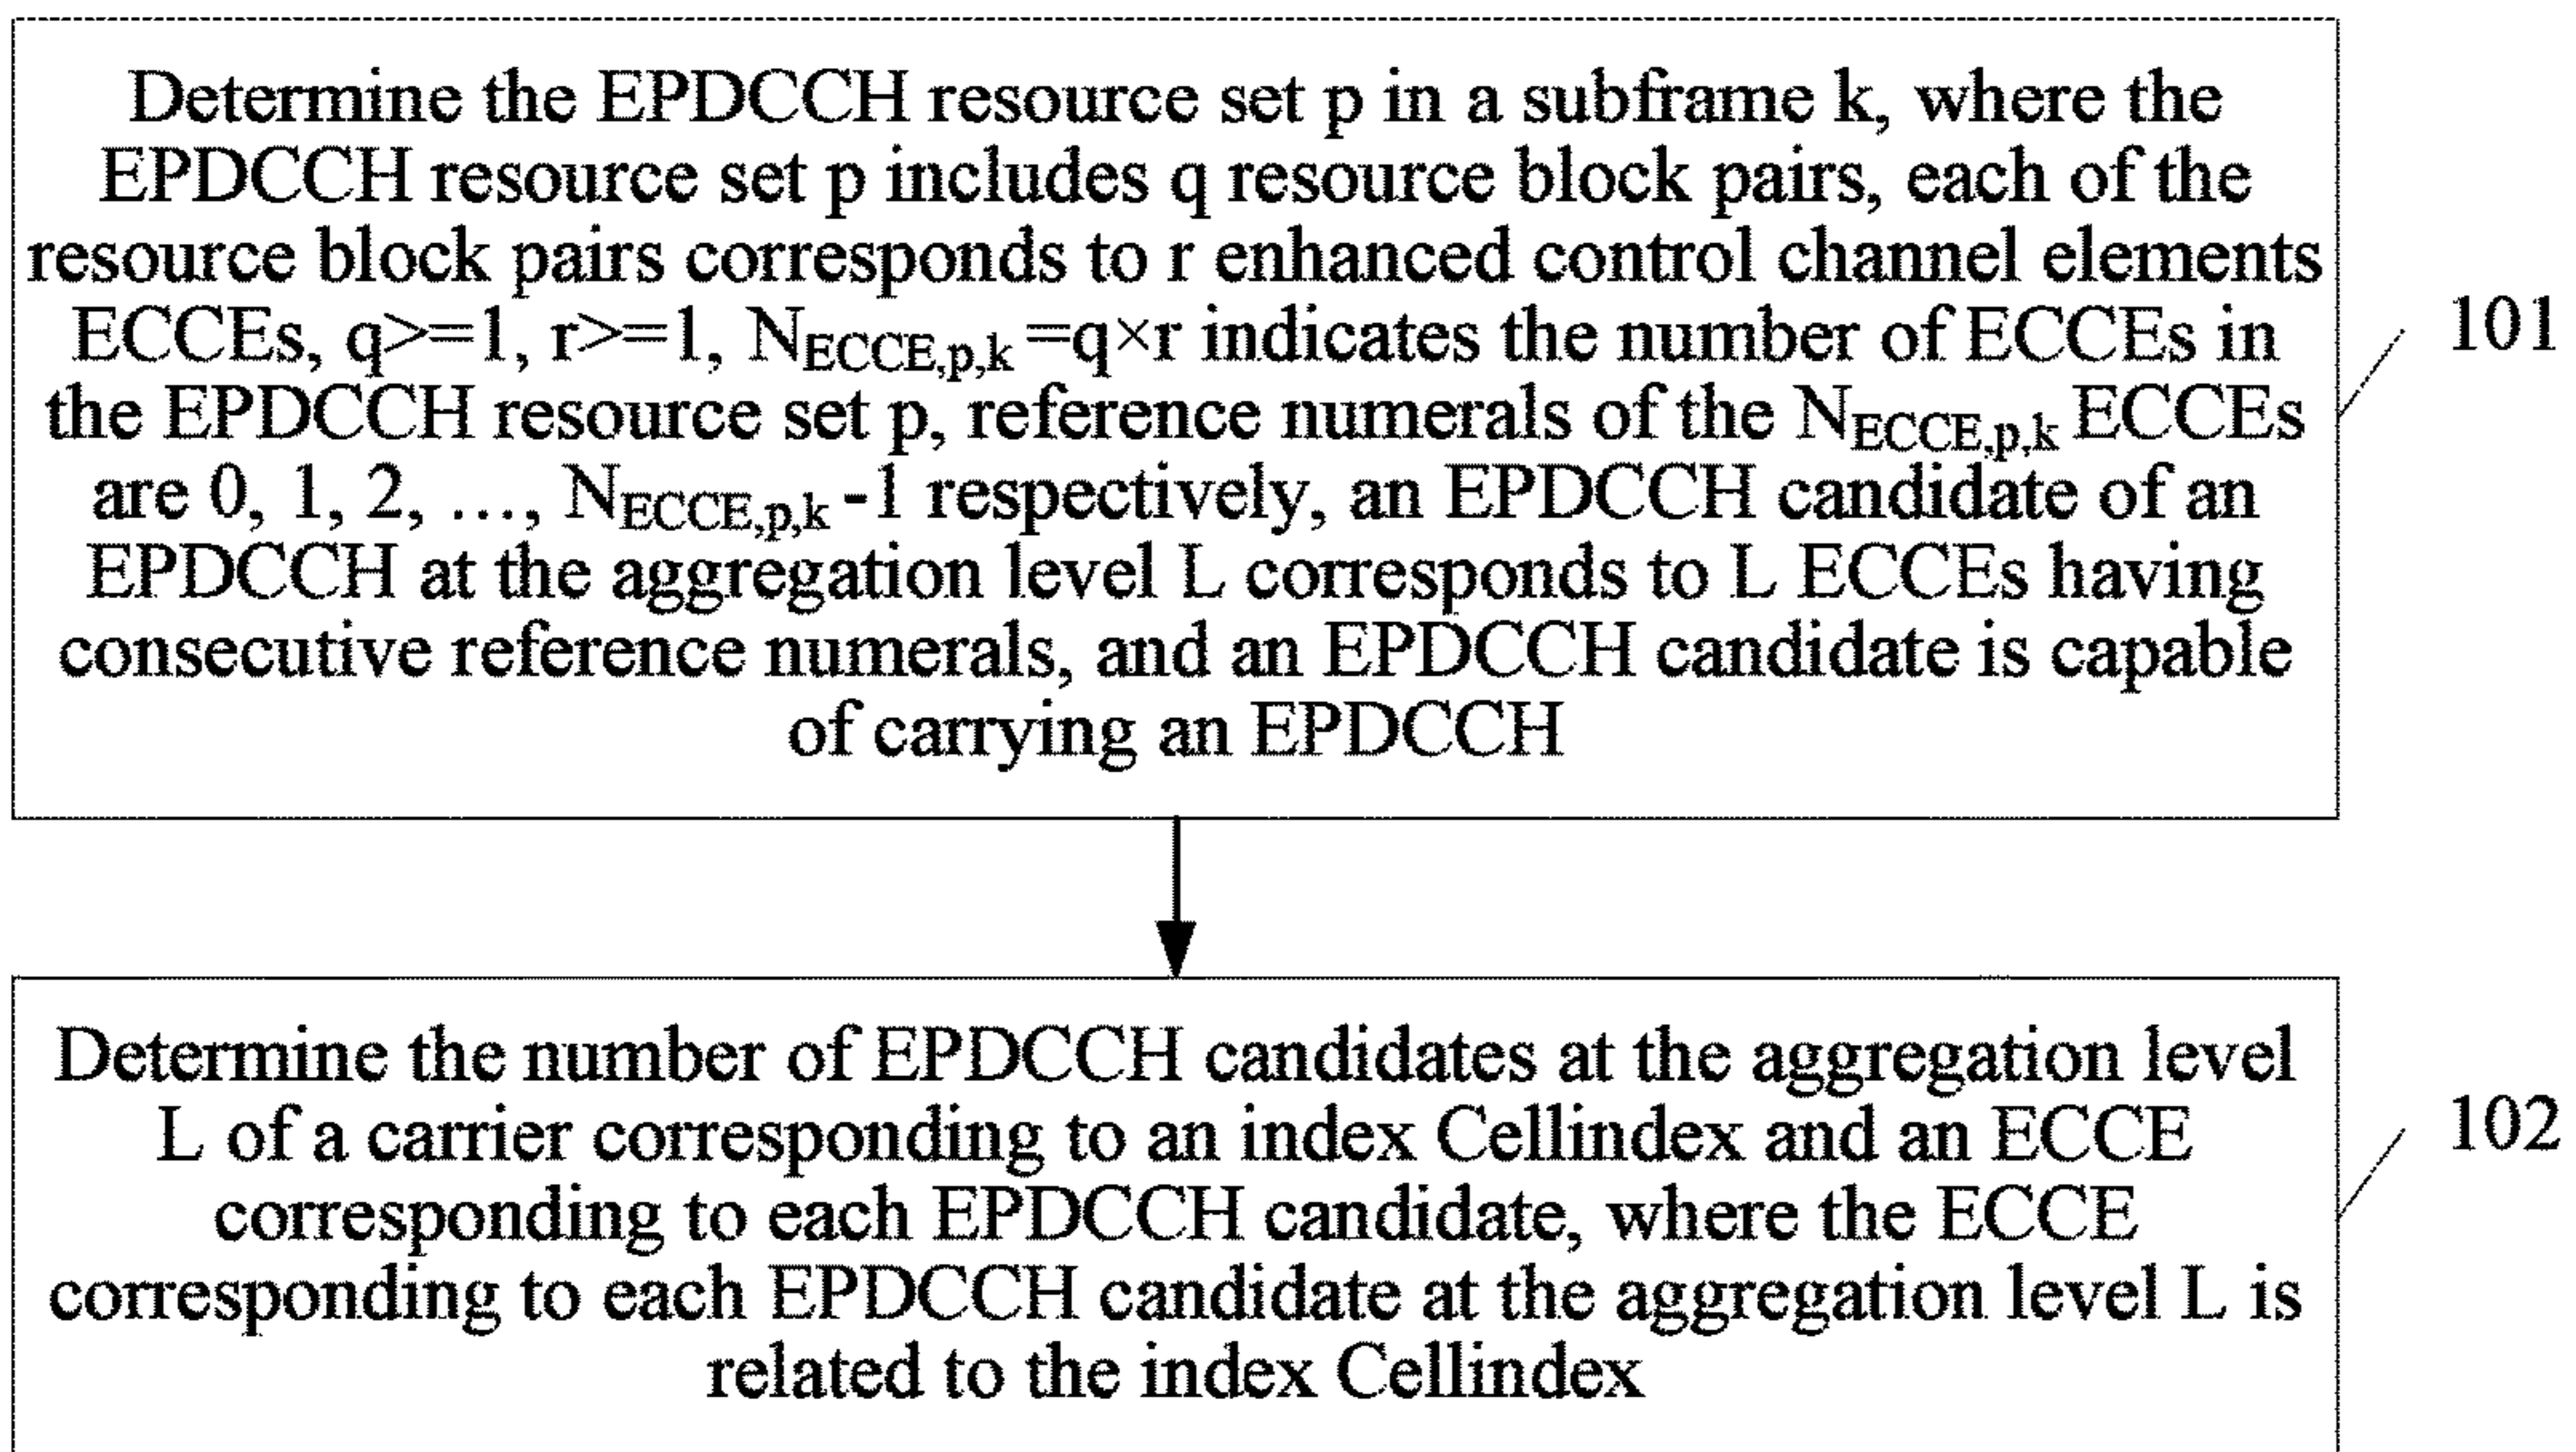 Determine the EPDCCH resource set p in a subframe k, where the
EPDCCH resource set p includes q resource block pairs, each of the
resource block pairs corresponds to r enhanced control channel elements
ECCEs, q>=1, r>=1, N_ECCE,p,k =q×r indicates the number of ECCEs in
the EPDCCH resource set p, reference numerals of the N_ECCE,p,k ECCEs
are 0, 1, 2, …, N_ECCE,p,k -1 respectively, an EPDCCH candidate of an
EPDCCH at the aggregation level L corresponds to L ECCEs having
consecutive reference numerals, and an EPDCCH candidate is capable
of carrying an EPDCCH
101
Determine the number of EPDCCH candidates at the aggregation level
L of a carrier corresponding to an index Cellindex and an ECCE
corresponding to each EPDCCH candidate, where the ECCE
corresponding to each EPDCCH candidate at the aggregation level L is
related to the index Cellindex
102